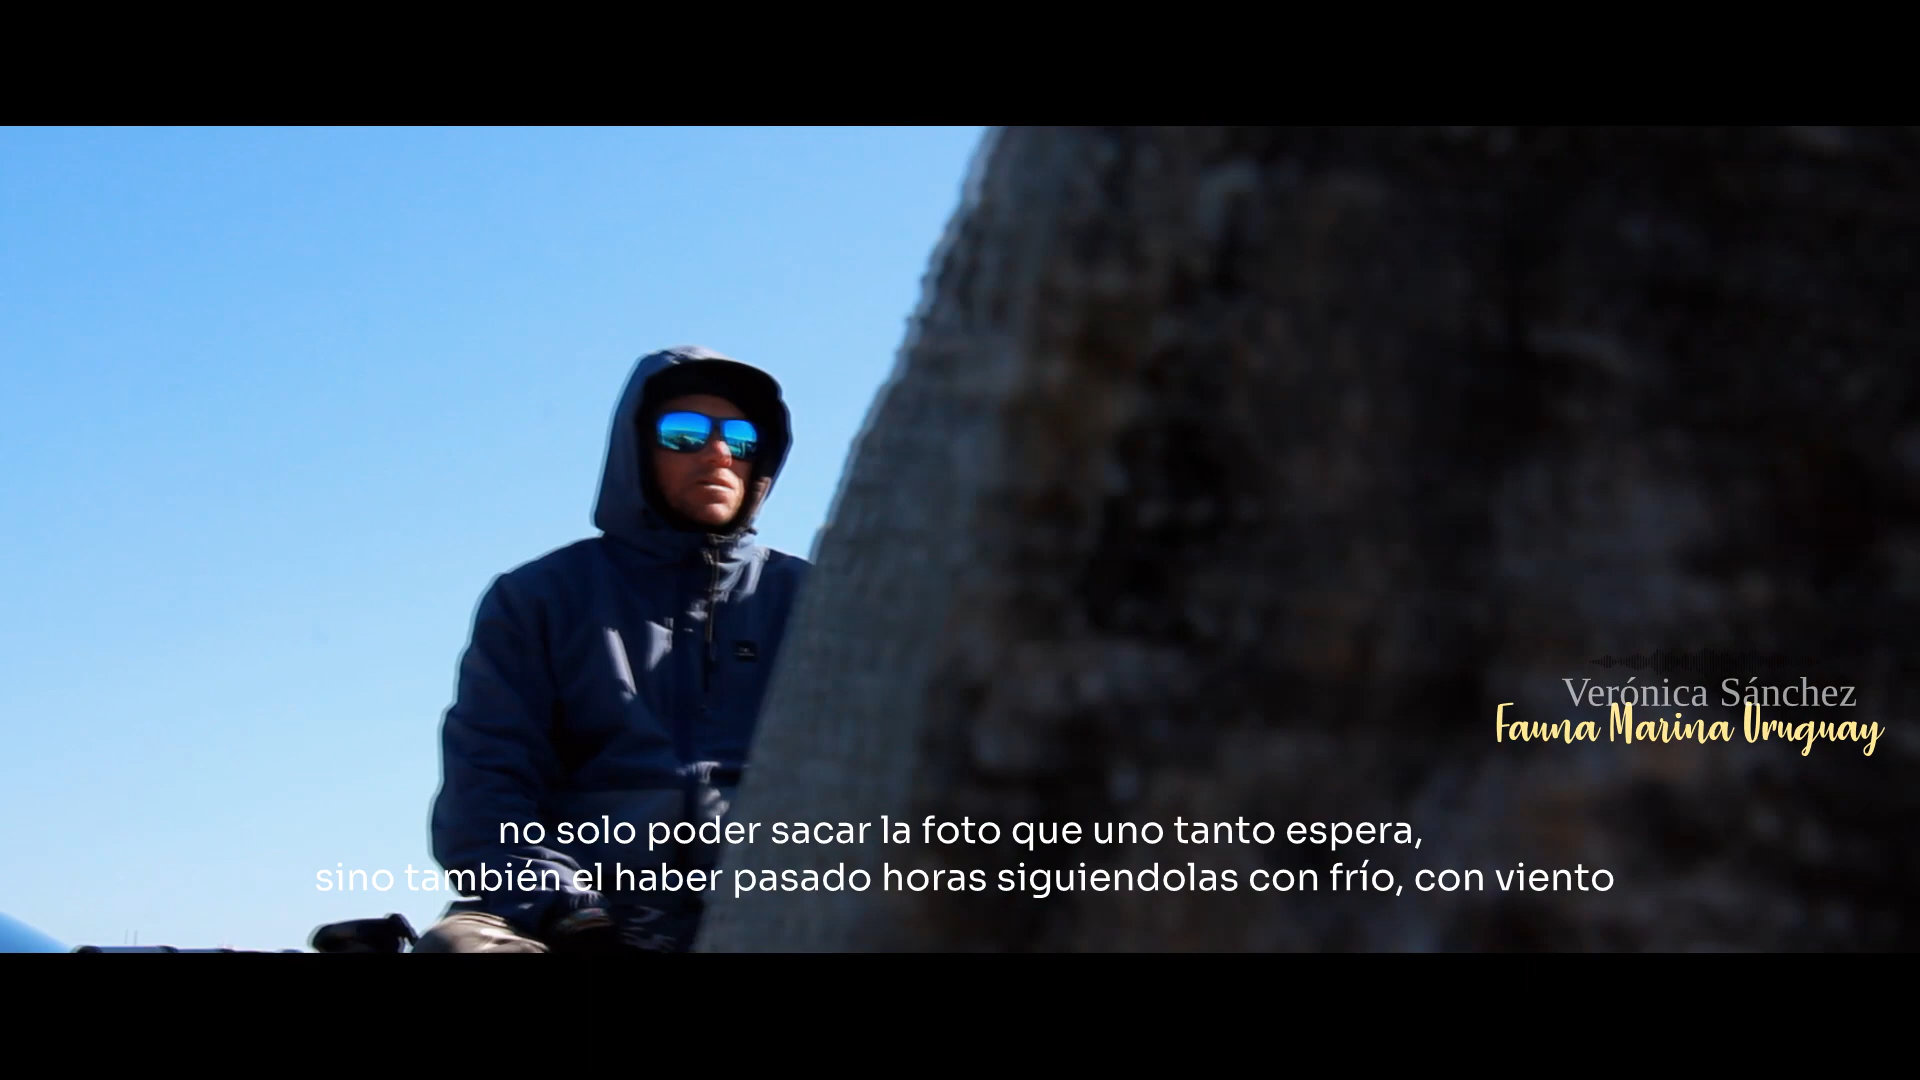 Verónica Sánchez
Fauna Marina Uruguay
no solo poder sacar la foto que uno tanto espera,
sino también el haber pasado horas siguiendolas con frío, con viento